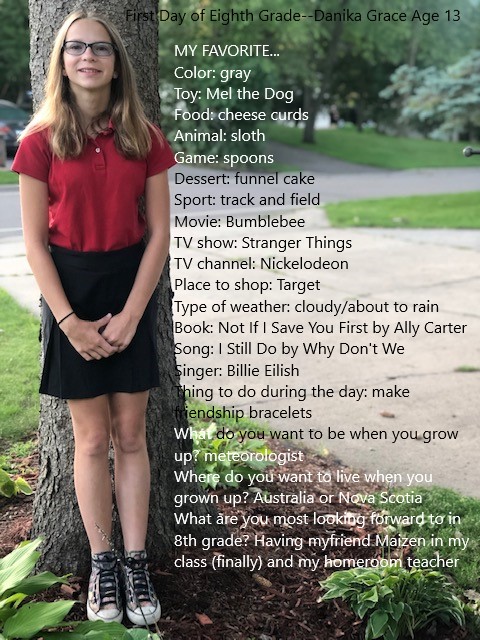 First Day of Eighth Grade--Danika Grace Age 13
MY FAVORITE...
Color: gray
Toy: Mel the Dog
Food: cheese curds
Animal: sloth
Game: spoons
Dessert: funnel cake
Sport: track and field
Movie: Bumblebee
TV show: Stranger Things
TV channel: Nickelodeon
Place to shop: Target
Type of weather: cloudy/about to rain
Book: Not If I Save You First by Ally Carter
Song: I Still Do by Why Don't We
Singer: Billie Eilish
Thing to do during the day: make
friendship bracelets
What do you want to be when you grow
up? meteorologist
Where do you want to live when you
grown up? Australia or Nova Scotia
What are you most looking forward to in
8th grade? Having myfriend Maizen in my
class (finally) and my homeroom teacher